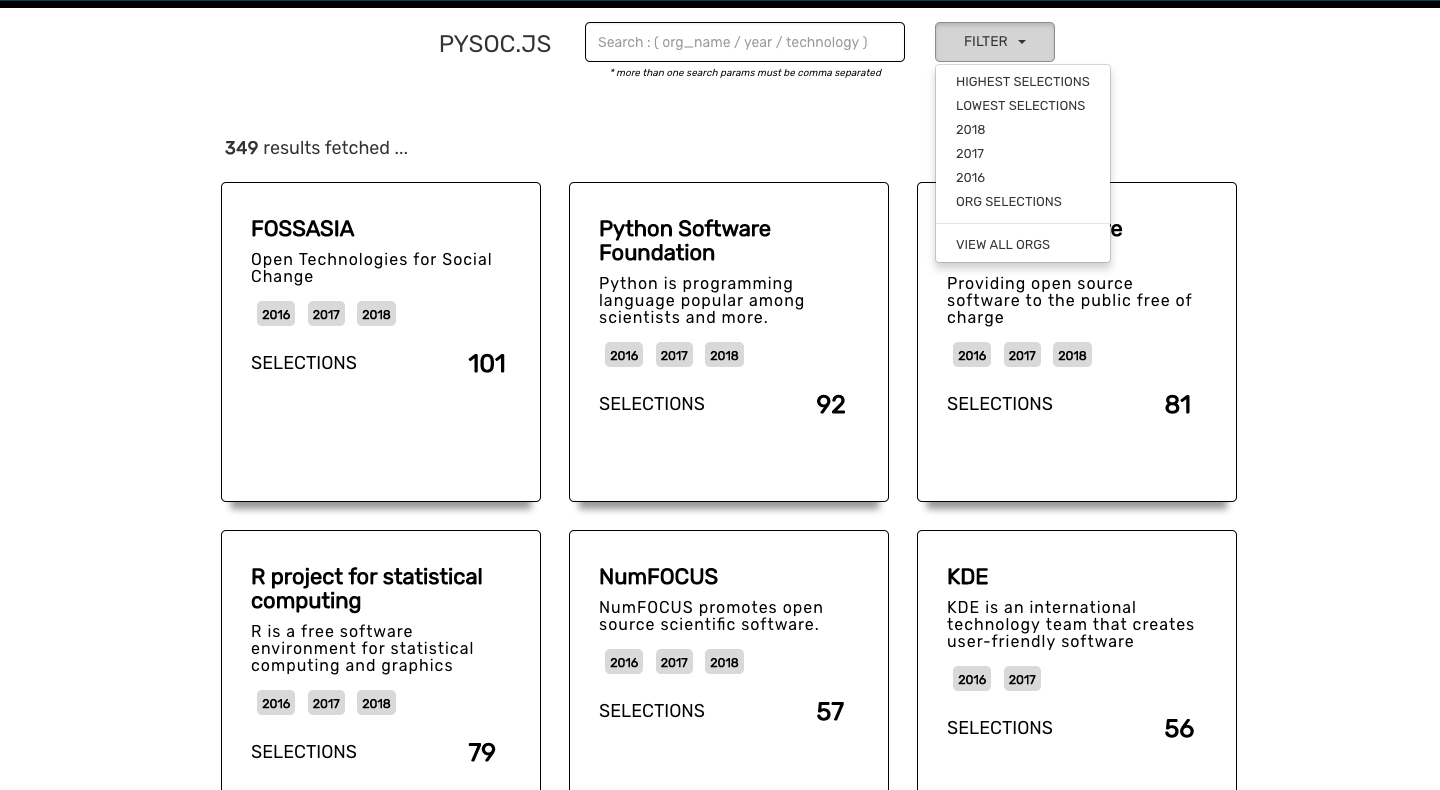 PYSOC.JS
Search : ( org_name / year / technology )
* more than one search params must be comma separated
FILTER
HIGHEST SELECTIONS
LOWEST SELECTIONS
2018
2017
2016
ORG SELECTIONS
VIEW ALL ORGS
349 results fetched ...
FOSSASIA
Open Technologies for Social
Change
2016 2017 2018
SELECTIONS 101
Python Software
Foundation
Python is programming
language popular among
scientists and more.
2016 2017 2018
SELECTIONS 92
Providing open source
software to the public free of
charge
2016 2017 2018
SELECTIONS 81
R project for statistical
computing
R is a free software
environment for statistical
computing and graphics
2016 2017 2018
SELECTIONS 79
NumFOCUS
NumFOCUS promotes open
source scientific software.
2016 2017 2018
SELECTIONS 57
KDE
KDE is an international
technology team that creates
user-friendly software
2016 2017
SELECTIONS 56